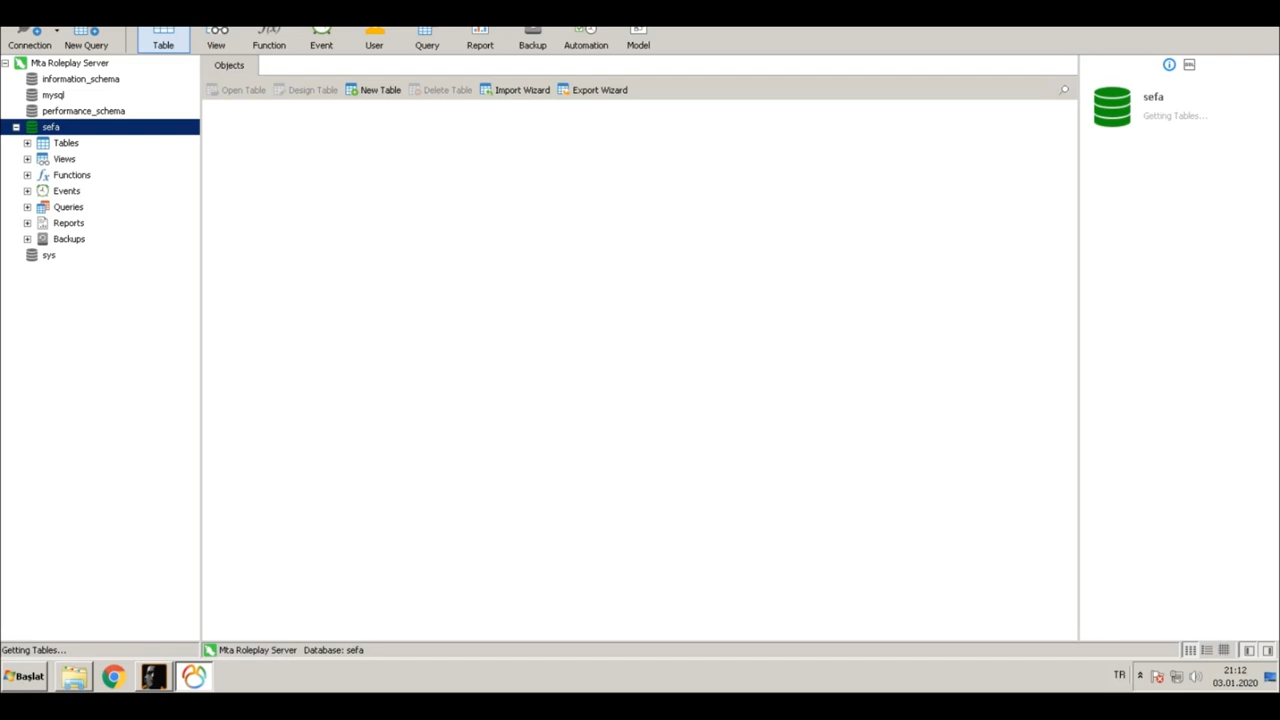 Connection New Query Table View Function Event User Query Report Backup Automation Model
Mta Roleplay Server
information_schema
mysql
performance_schema
sefa
Tables
Views
Functions
Events
Queries
Reports
Backups
sys
Objects
Open Table Design Table New Table Delete Table Import Wizard Export Wizard
sefa
Getting Tables...
Getting Tables... Mta Roleplay Server Database: sefa
Başlat
TR
21:12
03.01.2020